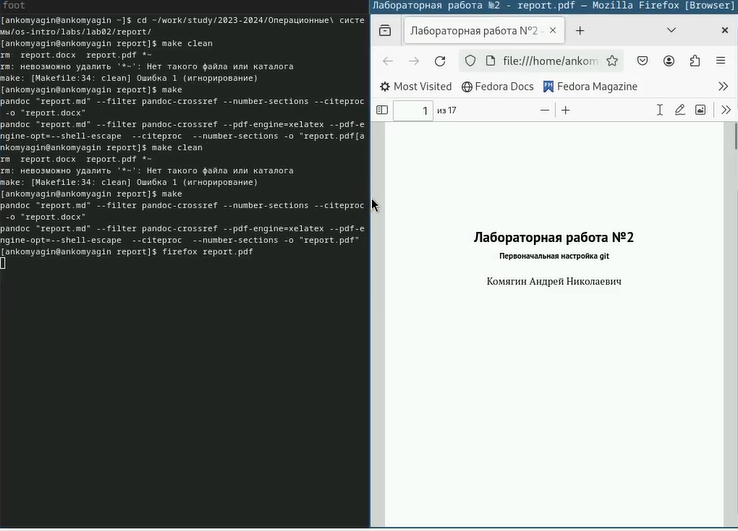 foot
[ankomyagin@ankomyagin ~]$ cd ~/work/study/2023-2024/Операционные\ систе
мы/os-intro/labs/lab02/report/
[ankomyagin@ankomyagin report]$ make clean
rm  report.docx  report.pdf *~
rm: невозможно удалить '*~': Нет такого файла или каталога
make: [Makefile:34: clean] Ошибка 1 (игнорирование)
[ankomyagin@ankomyagin report]$ make
pandoc "report.md" --filter pandoc-crossref --number-sections --citeproc
 -o "report.docx"
pandoc "report.md" --filter pandoc-crossref --pdf-engine=xelatex --pdf-e
ngine-opt=--shell-escape  --citeproc  --number-sections -o "report.pdf[a
nkomyagin@ankomyagin report]$ make clean
rm  report.docx  report.pdf *~
rm: невозможно удалить '*~': Нет такого файла или каталога
make: [Makefile:34: clean] Ошибка 1 (игнорирование)
[ankomyagin@ankomyagin report]$ make
pandoc "report.md" --filter pandoc-crossref --number-sections --citeproc
 -o "report.docx"
pandoc "report.md" --filter pandoc-crossref --pdf-engine=xelatex --pdf-e
ngine-opt=--shell-escape  --citeproc  --number-sections -o "report.pdf"
[ankomyagin@ankomyagin report]$ firefox report.pdf
Лабораторная работа №2 - report.pdf — Mozilla Firefox [Browser]
Лабораторная работа №2 -
file:///home/ankom
Most Visited Fedora Docs Fedora Magazine
1 из 17
Лабораторная работа №2
Первоначальная настройка git
Комягин Андрей Николаевич